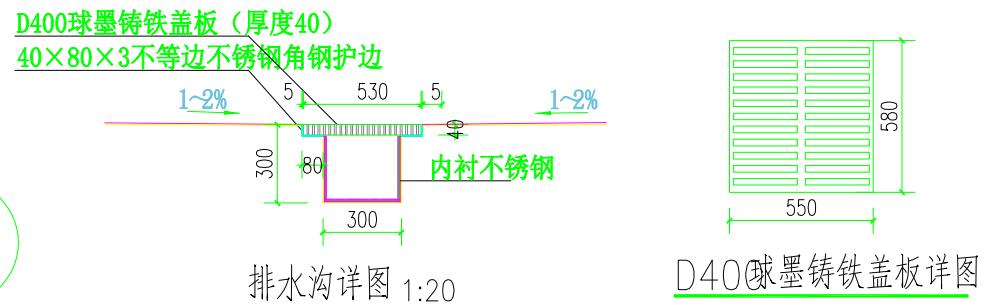 D400球墨铸铁盖板（厚度40）
40×80×3不等边不锈钢角钢护边
5 530 5
1~2% 1~2%
40
300
80
内衬不锈钢
300
排水沟详图 1:20
580
550
D400球墨铸铁盖板详图